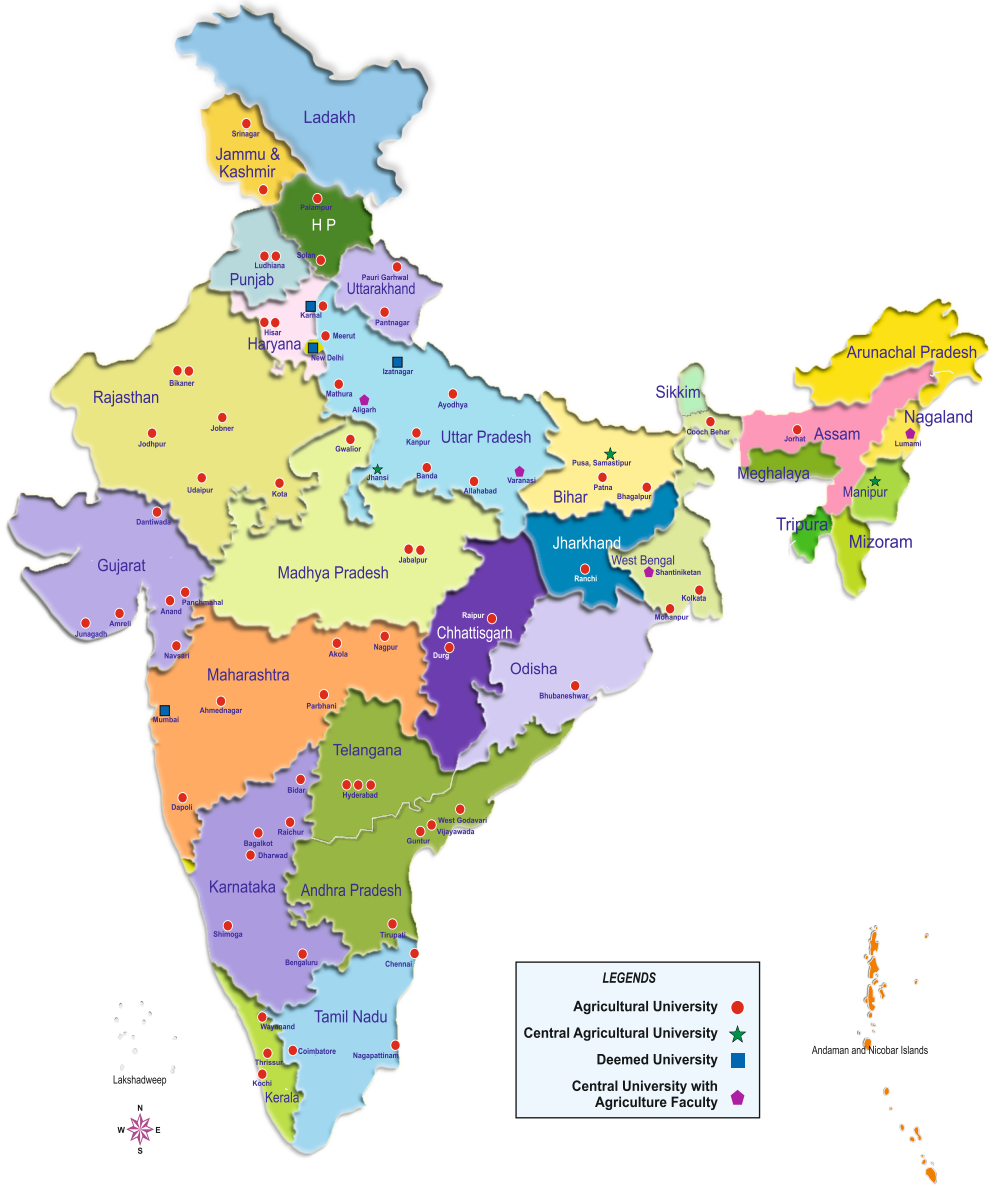 Ladakh
Srinagar
Jammu &
Kashmir
Palampur
H P
Solan
Ludhiana
Punjab
Pauri Garhwal
Uttarakhand
Pantnagar
Karnal
Hisar
Haryana
Meerut
New Delhi
Izatnagar
Mathura
Aligarh
Ayodhya
Bikaner
Rajasthan
Jobner
Jodhpur
Udaipur
Kota
Gwalior
Kanpur
Uttar Pradesh
Jhansi
Banda
Allahabad
Varanasi
Sikkim
Cooch Behar
Arunachal Pradesh
Nagaland
Lumami
Jorhat
Assam
Meghalaya
Manipur
Tripura
Mizoram
Pusa, Samastipur
Patna
Bihar
Bhagalpur
Jharkhand
Ranchi
West Bengal
Shantiniketan
Kolkata
Mohanpur
Dantiwada
Gujarat
Panchmahal
Anand
Amreli
Junagadh
Navsari
Jabalpur
Madhya Pradesh
Raipur
Chhattisgarh
Durg
Odisha
Bhubaneshwar
Akola
Nagpur
Maharashtra
Ahmednagar
Parbhani
Mumbai
Dapoli
Telangana
Hyderabad
Bidar
Raichur
Bagalkot
Dharwad
Karnataka
Shimoga
Bengaluru
West Godavari
Vijayawada
Guntur
Andhra Pradesh
Tirupati
Chennai
Tamil Nadu
Wayanand
Coimbatore
Nagapattinam
Thrissur
Kochi
Kerala
Lakshadweep
N
W E
S
LEGENDS
Agricultural University
Central Agricultural University
Deemed University
Central University with
Agriculture Faculty
Andaman and Nicobar Islands